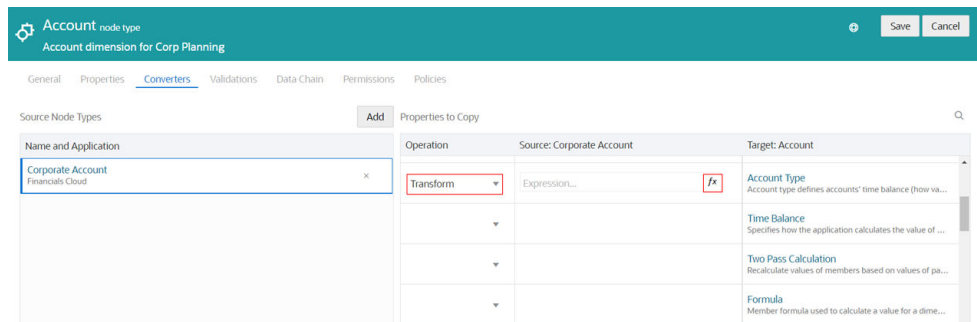 Account node type
Account dimension for Corp Planning
Save Cancel
General Properties Converters Validations Data Chain Permissions Policies
Source Node Types Add Properties to Copy
Name and Application Operation Source: Corporate Account Target: Account
Corporate Account
Financials Cloud ×
Transform Expression... fx Account Type
Account type defines accounts' time balance (how va...
Time Balance
Specifies how the application calculates the value of ...
Two Pass Calculation
Recalculate values of members based on values of pa...
Formula
Member formula used to calculate a value for a dime...